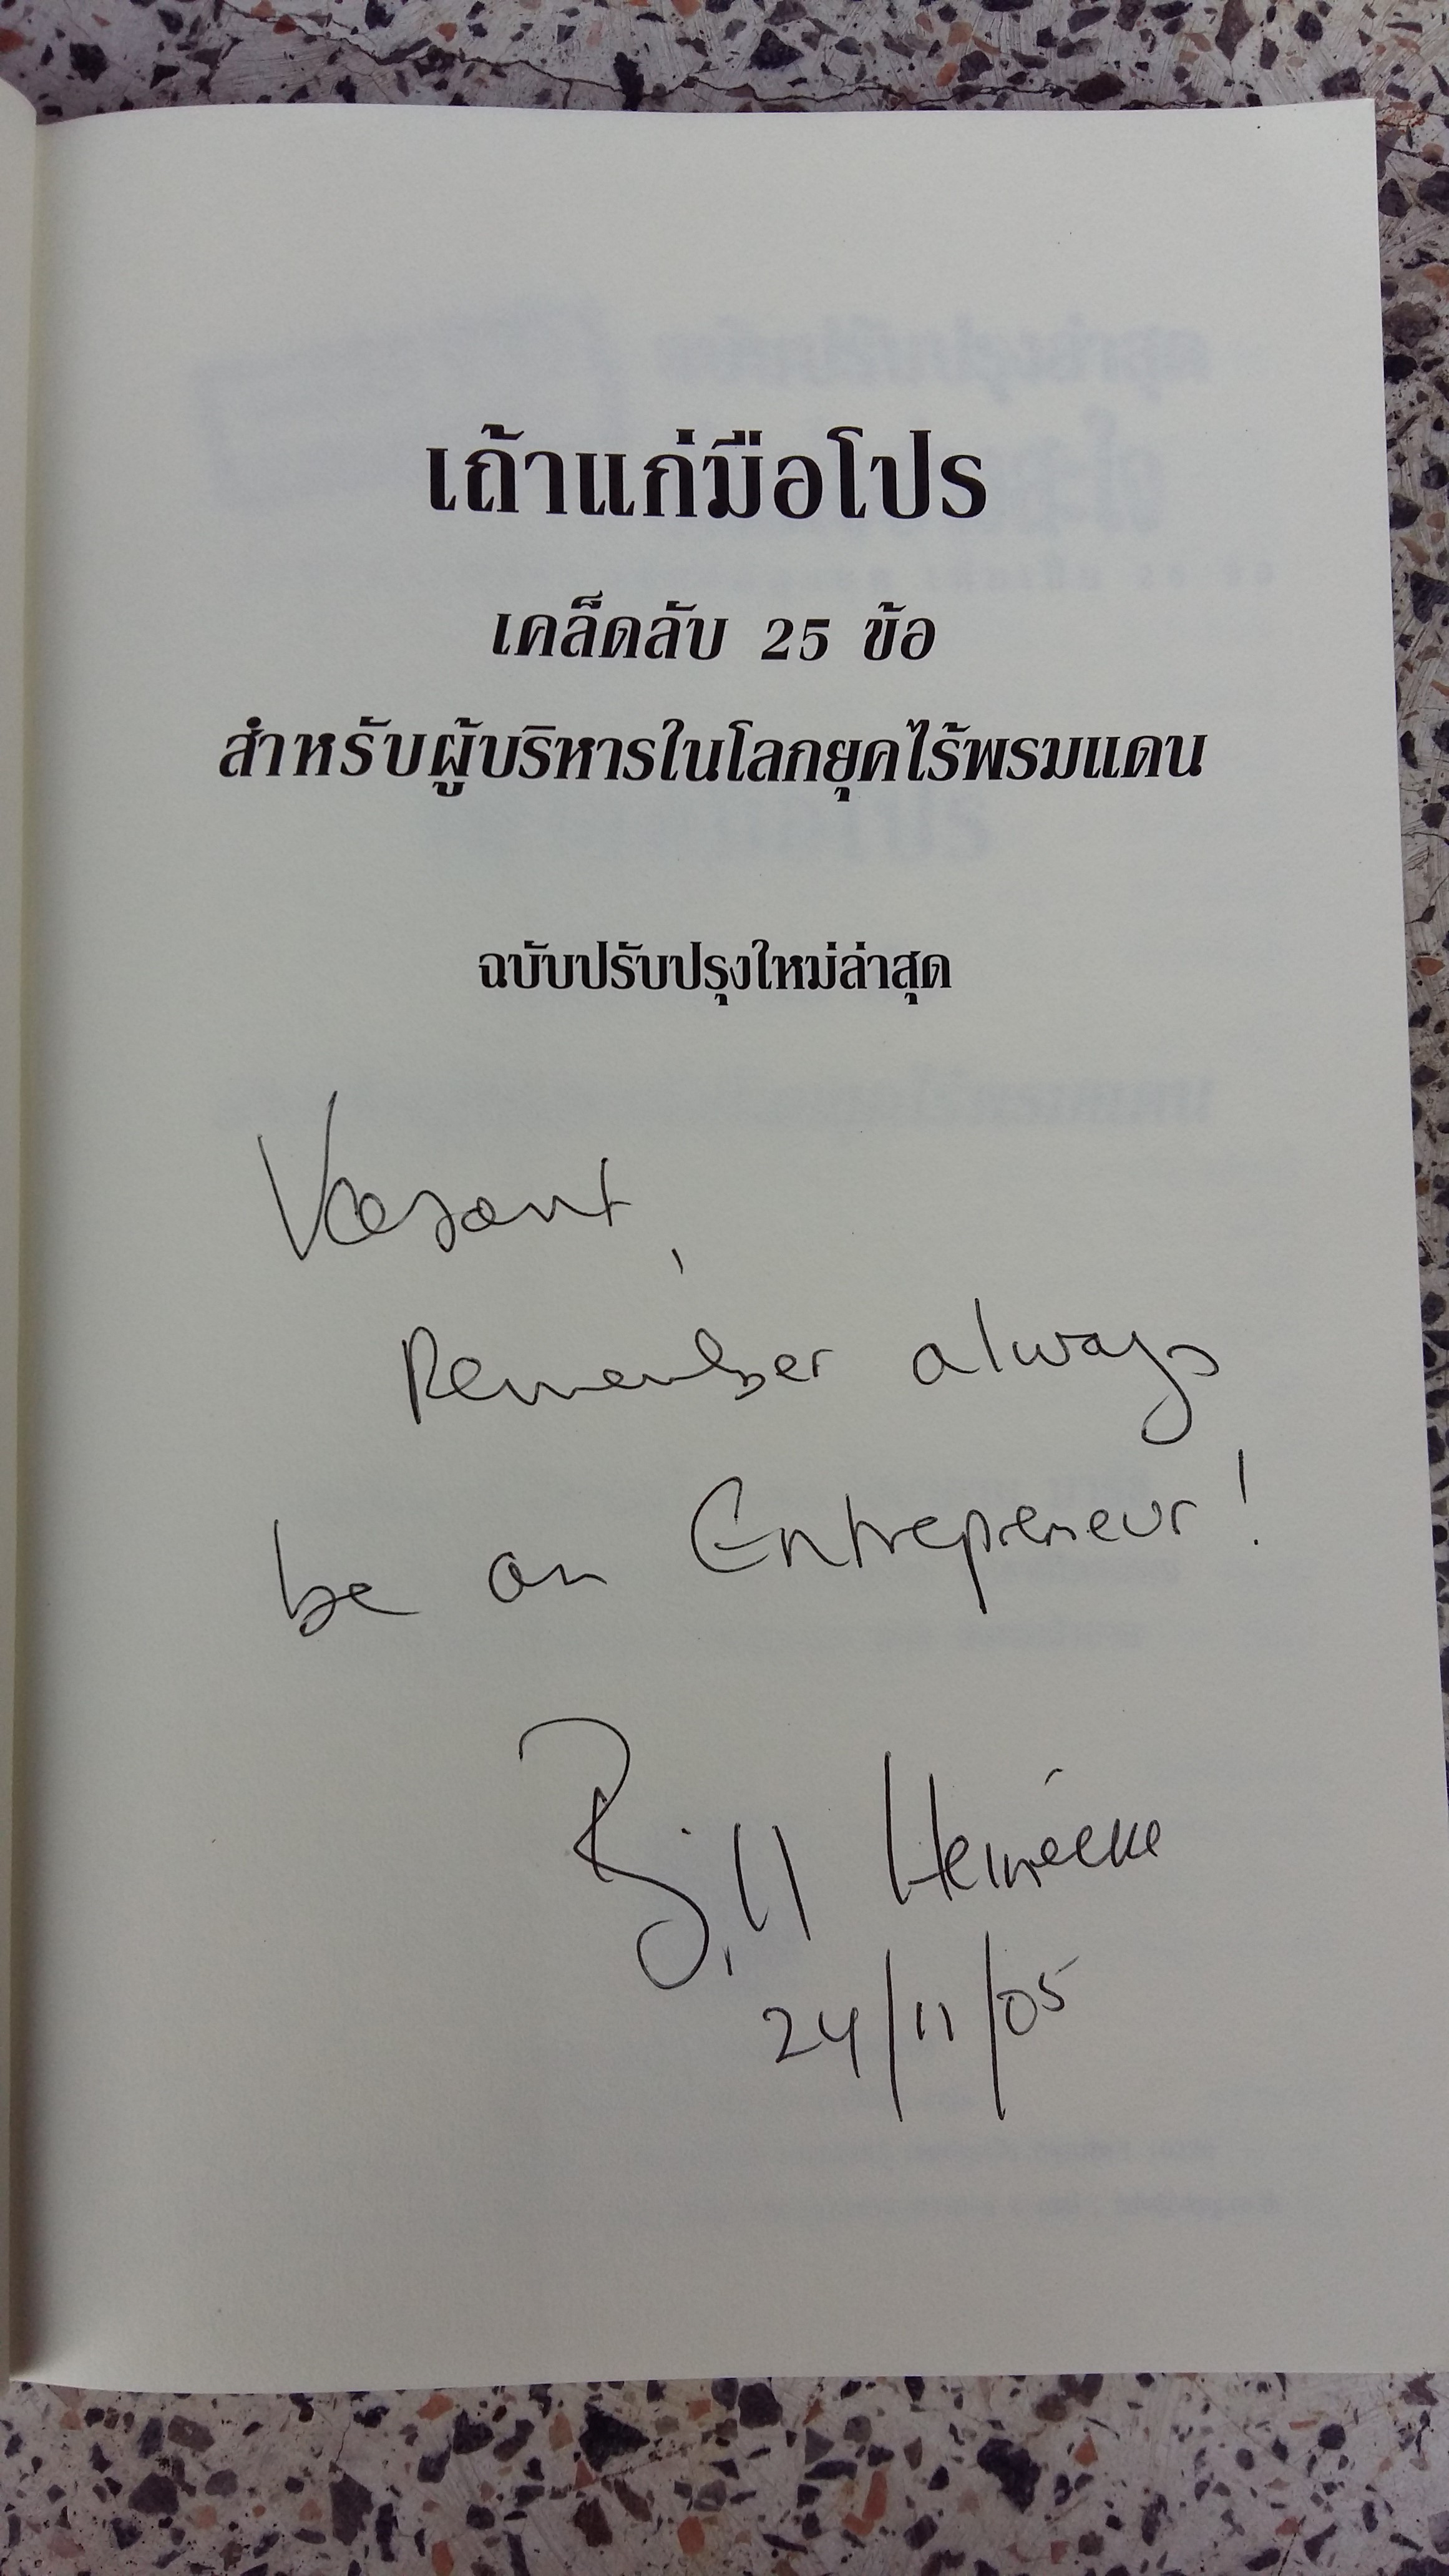 เถ้าแก่มือโปร
เคล็ดลับ 25 ข้อ
สำหรับผู้บริหารในโลกยุคไร้พรมแดน
ฉบับปรับปรุงใหม่ล่าสุด
Vasant,
Remember always
be an Entrepreneur!
Bill Heinecke
24/11/05